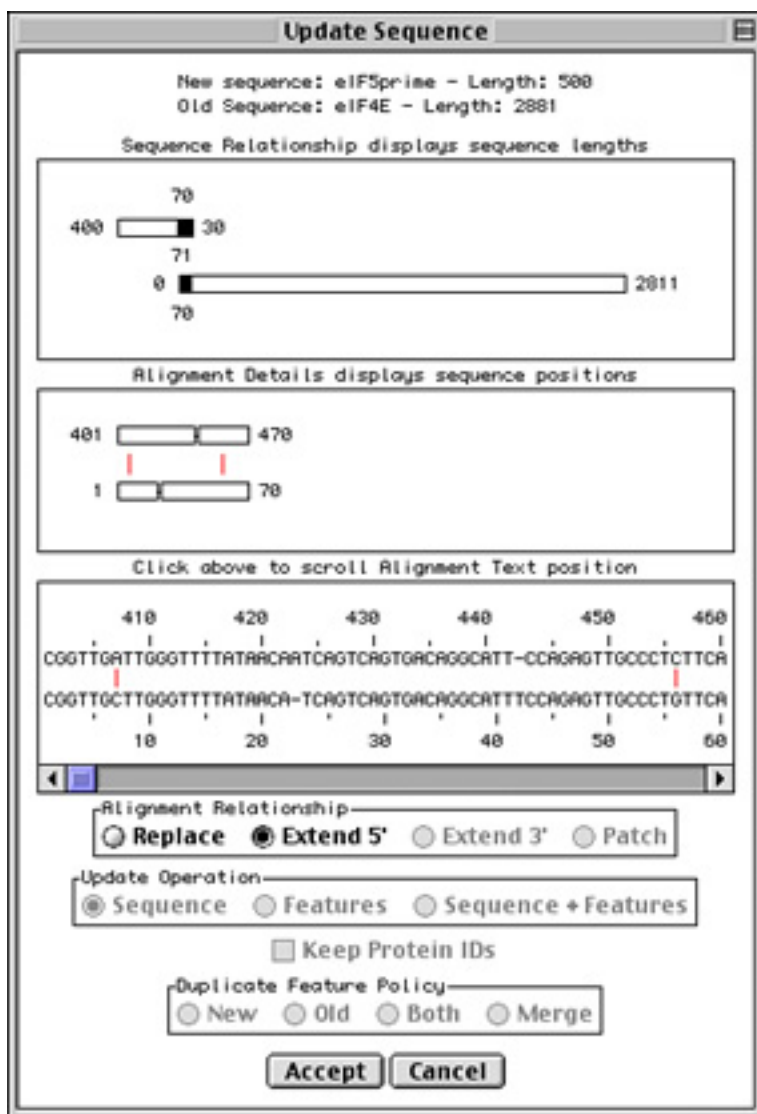 Update Sequence
New sequence: eIF5prime - Length: 500
Old Sequence: eIF4E - Length: 2881
Sequence Relationship displays sequence lengths
70
400 30
71
0 2811
70
Alignment Details displays sequence positions
401 470
1 70
Click above to scroll Alignment Text position
410 420 430 440 450 460
CGGTTGATTGGGTTTTATAACAATCAGTCAGTGACAGGCATT-CCAGAGTTGCCCTCTTCA
CGGTTGCTTGGGTTTTATAACA-TCAGTCAGTGACAGGCATTTCCAGAGTTGCCCTGTTCA
10 20 30 40 50 60
Alignment Relationship
Replace Extend 5' Extend 3' Patch
Update Operation
Sequence Features Sequence + Features
Keep Protein IDs
Duplicate Feature Policy
New Old Both Merge
Accept Cancel